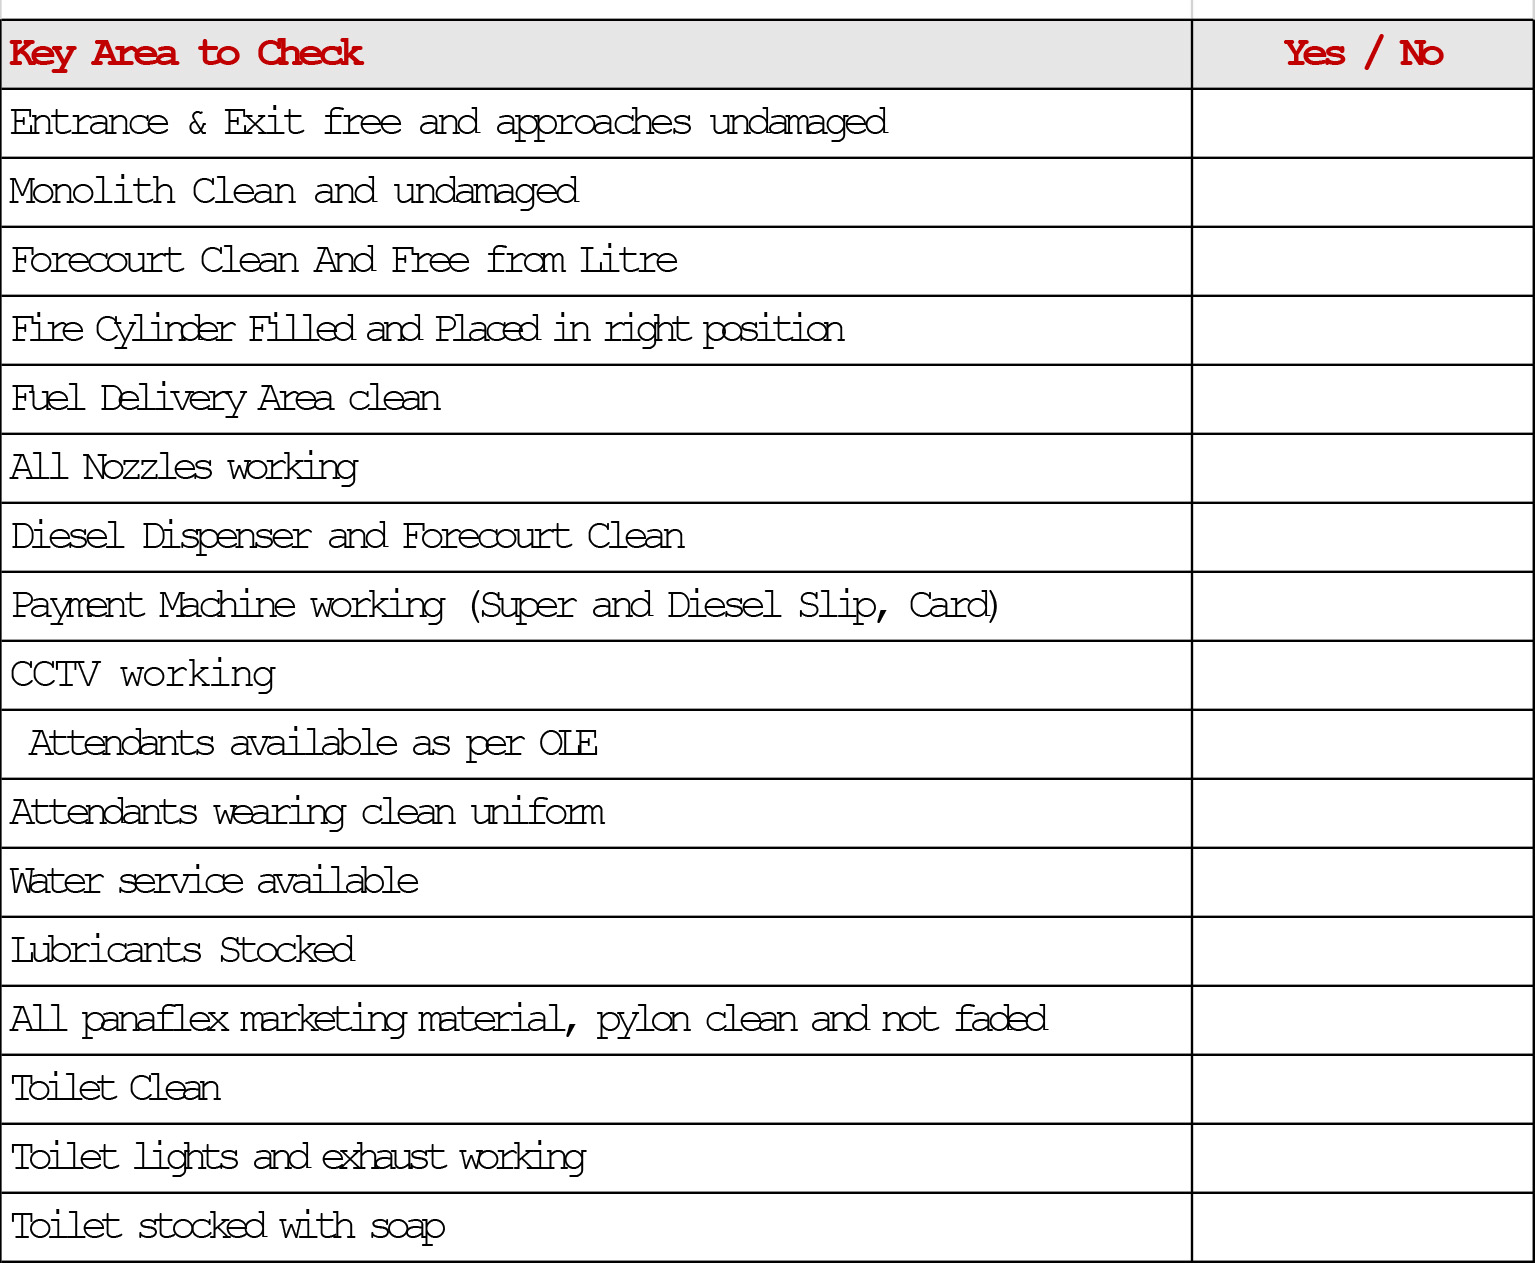 Key Area to Check Yes / No
Entrance & Exit free and approaches undamaged
Monolith Clean and undamaged
Forecourt Clean And Free from Litre
Fire Cylinder Filled and Placed in right position
Fuel Delivery Area clean
All Nozzles working
Diesel Dispenser and Forecourt Clean
Payment Machine working (Super and Diesel Slip, Card)
CCTV working
Attendants available as per OLE
Attendants wearing clean uniform
Water service available
Lubricants Stocked
All panaflex marketing material, pylon clean and not faded
Toilet Clean
Toilet lights and exhaust working
Toilet stocked with soap